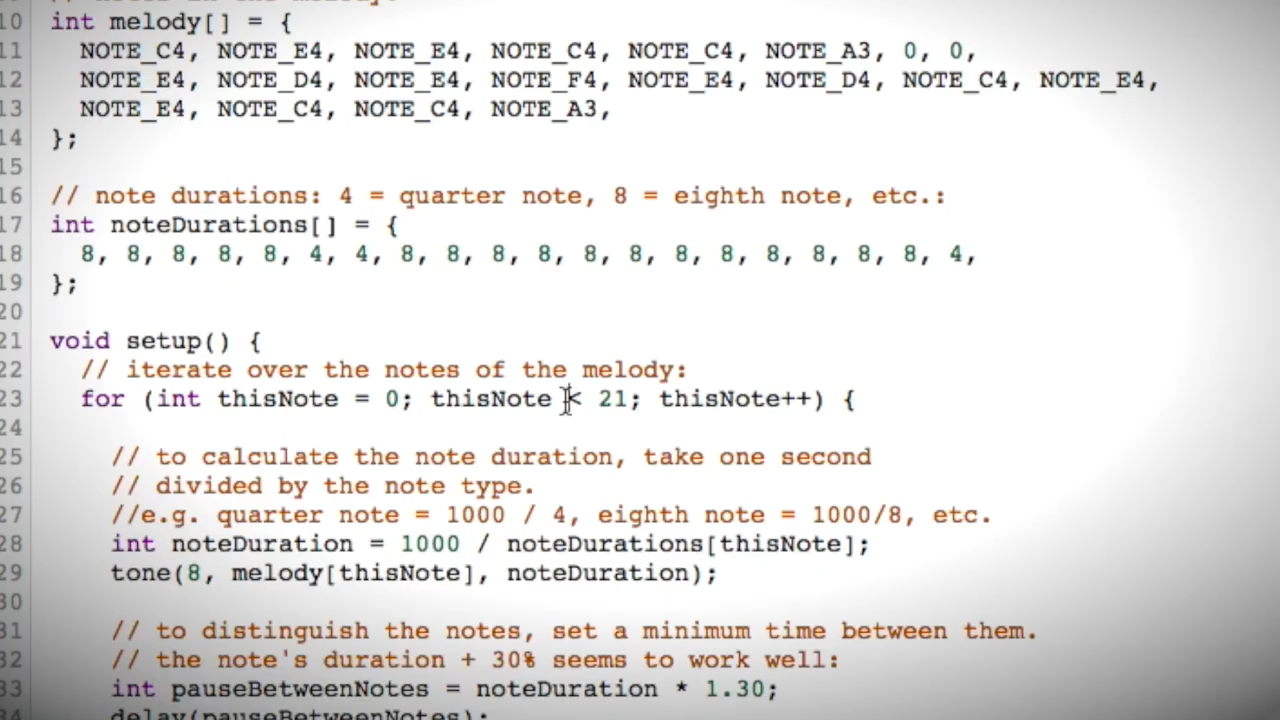 10 int melody[] = {
11 NOTE_C4, NOTE_E4, NOTE_E4, NOTE_C4, NOTE_C4, NOTE_A3, 0, 0,
12 NOTE_E4, NOTE_D4, NOTE_E4, NOTE_F4, NOTE_E4, NOTE_D4, NOTE_C4, NOTE_E4,
13 NOTE_E4, NOTE_C4, NOTE_C4, NOTE_A3,
14 };
15
16 // note durations: 4 = quarter note, 8 = eighth note, etc.:
17 int noteDurations[] = {
18 8, 8, 8, 8, 8, 4, 4, 8, 8, 8, 8, 8, 8, 8, 8, 8, 8, 8, 8, 4,
19 };
20
21 void setup() {
22 // iterate over the notes of the melody:
23 for (int thisNote = 0; thisNote < 21; thisNote++) {
24
25 // to calculate the note duration, take one second
26 // divided by the note type.
27 //e.g. quarter note = 1000 / 4, eighth note = 1000/8, etc.
28 int noteDuration = 1000 / noteDurations[thisNote];
29 tone(8, melody[thisNote], noteDuration);
30
31 // to distinguish the notes, set a minimum time between them.
32 // the note's duration + 30% seems to work well:
33 int pauseBetweenNotes = noteDuration * 1.30;
34 delay(pauseBetweenNotes);